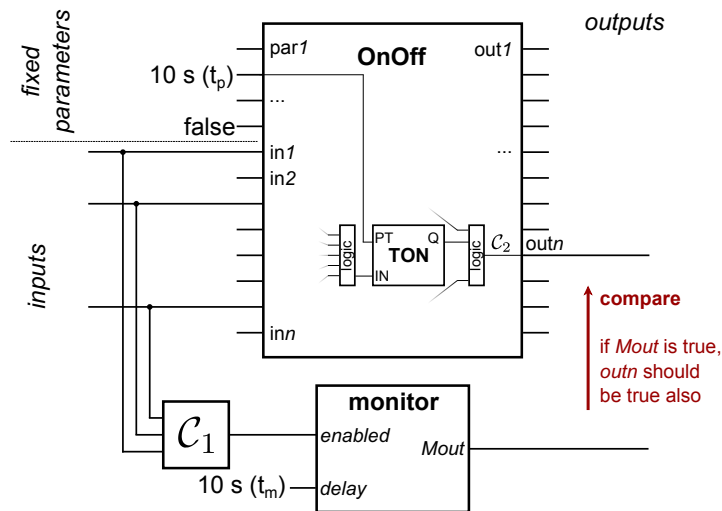 fixed
parameters
inputs
outputs
OnOff
par1
out1
10 s (tp)
...
false
in1
...
in2
logic
PT
Q
TON
IN
logic
C2
outn
inn
compare
if Mout is true,
outn should
be true also
C1
monitor
enabled
Mout
10 s (tm)
delay